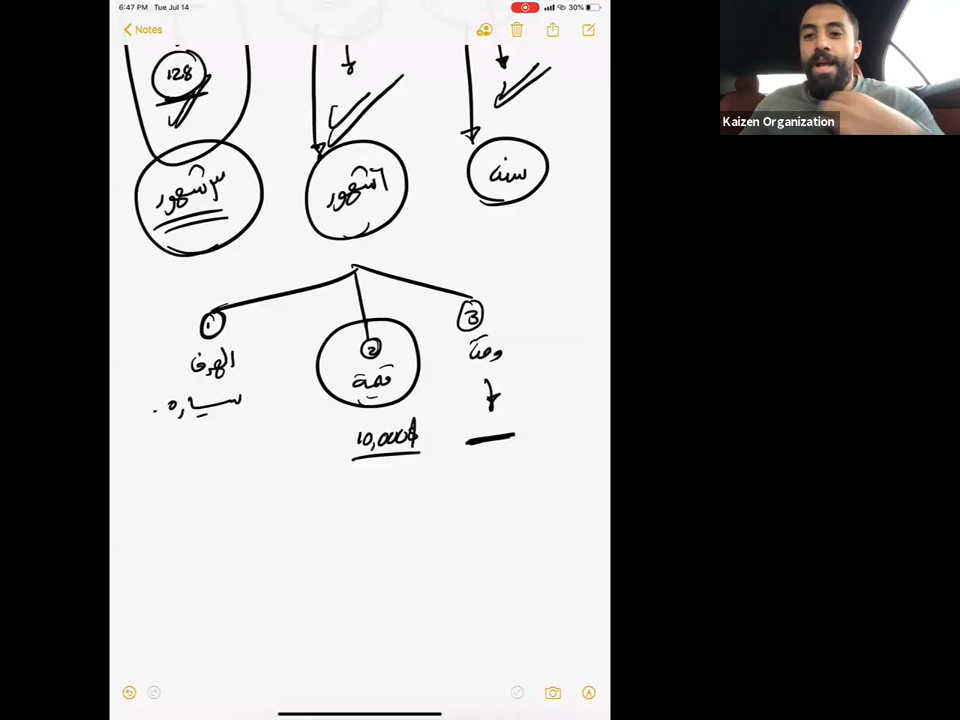 6:47 PM Tue Jul 14
30%
Notes
Kaizen Organization
128
٣ شهور
٦ شهور
سنة
1
2
3
الهدف
قيمة
وقت
سيارة
10,000$